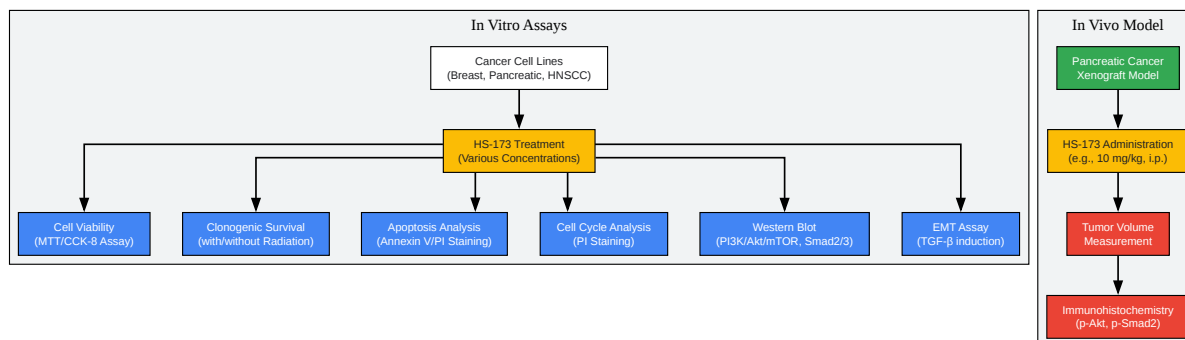 In Vitro Assays
Cancer Cell Lines
(Breast, Pancreatic, HNSCC)
HS-173 Treatment
(Various Concentrations)
Cell Viability
(MTT/CCK-8 Assay)
Clonogenic Survival
(with/without Radiation)
Apoptosis Analysis
(Annexin V/PI Staining)
Cell Cycle Analysis
(PI Staining)
Western Blot
(PI3K/Akt/mTOR, Smad2/3)
EMT Assay
(TGF-β induction)
In Vivo Model
Pancreatic Cancer
Xenograft Model
HS-173 Administration
(e.g., 10 mg/kg, i.p.)
Tumor Volume
Measurement
Immunohistochemistry
(p-Akt, p-Smad2)